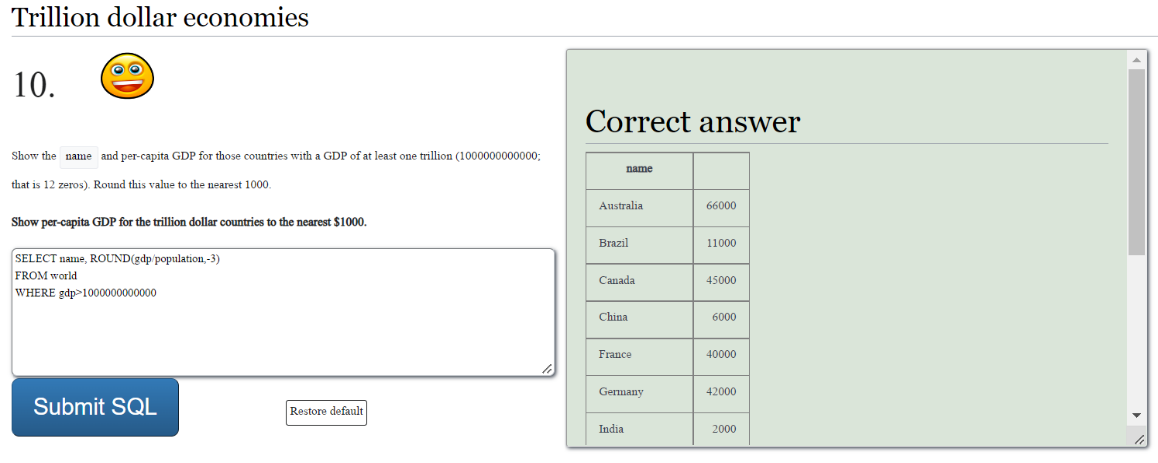 Trillion dollar economies
10.
Show the name and per-capita GDP for those countries with a GDP of at least one trillion (1000000000000;
that is 12 zeros). Round this value to the nearest 1000.
Show per-capita GDP for the trillion dollar countries to the nearest $1000.
SELECT name, ROUND(gdp/population,-3)
FROM world
WHERE gdp>1000000000000
Submit SQL
Restore default
Correct answer
name
Australia 66000
Brazil 11000
Canada 45000
China 6000
France 40000
Germany 42000
India 2000